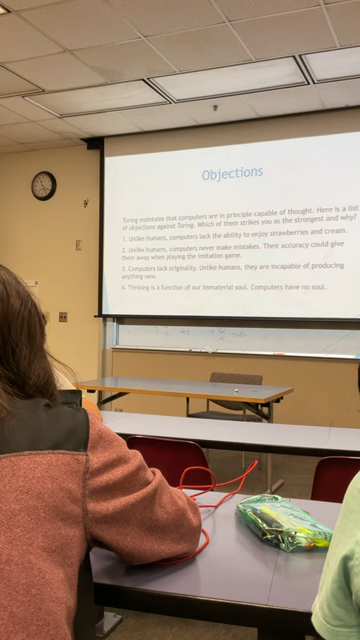 Objections
Turing maintains that computers are in principle capable of thought. Here is a list
of objections against Turing. Which of them strikes you as the strongest and why?
1. Unlike humans, computers lack the ability to enjoy strawberries and cream.
2. Unlike humans, computers never make mistakes. Their accuracy could give
them away when playing the imitation game.
3. Computers lack originality. Unlike humans, they are incapable of producing
anything new.
4. Thinking is a function of our immaterial soul. Computers have no soul.